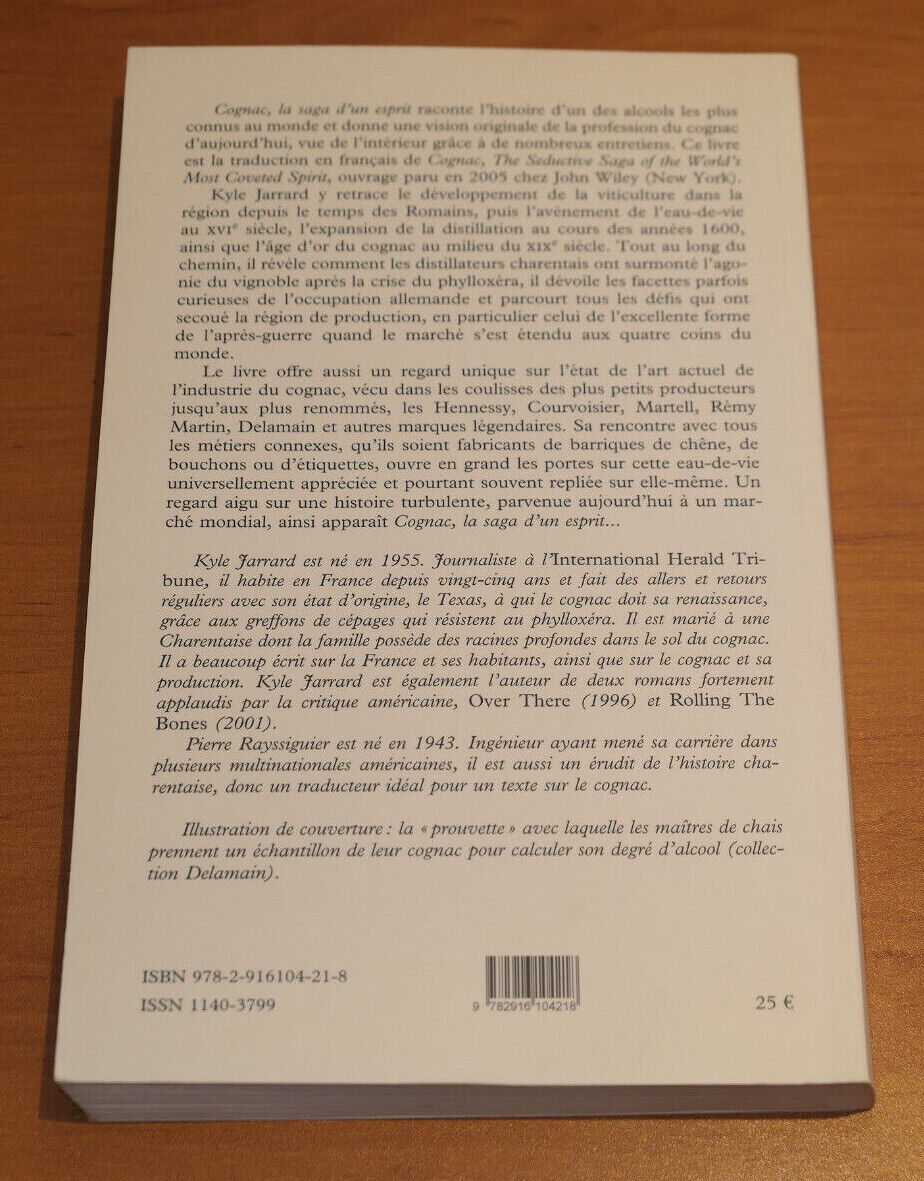 Cognac, la saga d'un esprit raconte l'histoire d'un des alcools les plus
connus au monde et donne une vision originale de la profession du cognac
d'aujourd'hui, vue de l'intérieur grâce à de nombreux entretiens. Ce livre
est la traduction en français de Cognac, The Seductive Saga of the World's
Most Coveted Spirit, ouvrage paru en 2005 chez John Wiley (New York).
Kyle Jarrard y retrace le développement de la viticulture dans la
région depuis le temps des Romains, puis l'avènement de l'eau-de-vie
au XVIe siècle, l'expansion de la distillation au cours des années 1600,
ainsi que l'âge d'or du cognac au milieu du XIXe siècle. Tout au long du
chemin, il révèle comment les distillateurs charentais ont surmonté l'ago-
nie du vignoble après la crise du phylloxéra, il dévoile les facettes parfois
curieuses de l'occupation allemande et parcourt tous les défis qui ont
secoué la région de production, en particulier celui de l'excellente forme
de l'après-guerre quand le marché s'est étendu aux quatre coins du
monde.
Le livre offre aussi un regard unique sur l'état de l'art actuel de
l'industrie du cognac, vécu dans les coulisses des plus petits producteurs
jusqu'aux plus renommés, les Hennessy, Courvoisier, Martell, Rémy
Martin, Delamain et autres marques légendaires. Sa rencontre avec tous
les métiers connexes, qu'ils soient fabricants de barriques de chêne, de
bouchons ou d'étiquettes, ouvre en grand les portes sur cette eau-de-vie
universellement appréciée et pourtant souvent repliée sur elle-même. Un
regard aigu sur une histoire turbulente, parvenue aujourd'hui à un mar-
ché mondial, ainsi apparaît Cognac, la saga d'un esprit...
Kyle Jarrard est né en 1955. Journaliste à l'International Herald Tri-
bune, il habite en France depuis vingt-cinq ans et fait des allers et retours
réguliers avec son état d'origine, le Texas, à qui le cognac doit sa renaissance,
grâce aux greffons de cépages qui résistent au phylloxéra. Il est marié à une
Charentaise dont la famille possède des racines profondes dans le sol du cognac.
Il a beaucoup écrit sur la France et ses habitants, ainsi que sur le cognac et sa
production. Kyle Jarrard est également l'auteur de deux romans fortement
applaudis par la critique américaine, Over There (1996) et Rolling The
Bones (2001).
Pierre Rayssiguier est né en 1943. Ingénieur ayant mené sa carrière dans
plusieurs multinationales américaines, il est aussi un érudit de l'histoire cha-
rentaise, donc un traducteur idéal pour un texte sur le cognac.
Illustration de couverture : la « prouvette » avec laquelle les maîtres de chais
prennent un échantillon de leur cognac pour calculer son degré d'alcool (collec-
tion Delamain).
ISBN 978-2-916104-21-8
ISSN 1140-3799
9 782916 104218
25 €